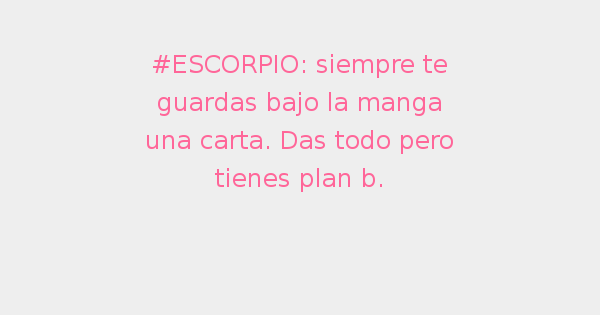 #ESCORPIO: siempre te
guardas bajo la manga
una carta. Das todo pero
tienes plan b.